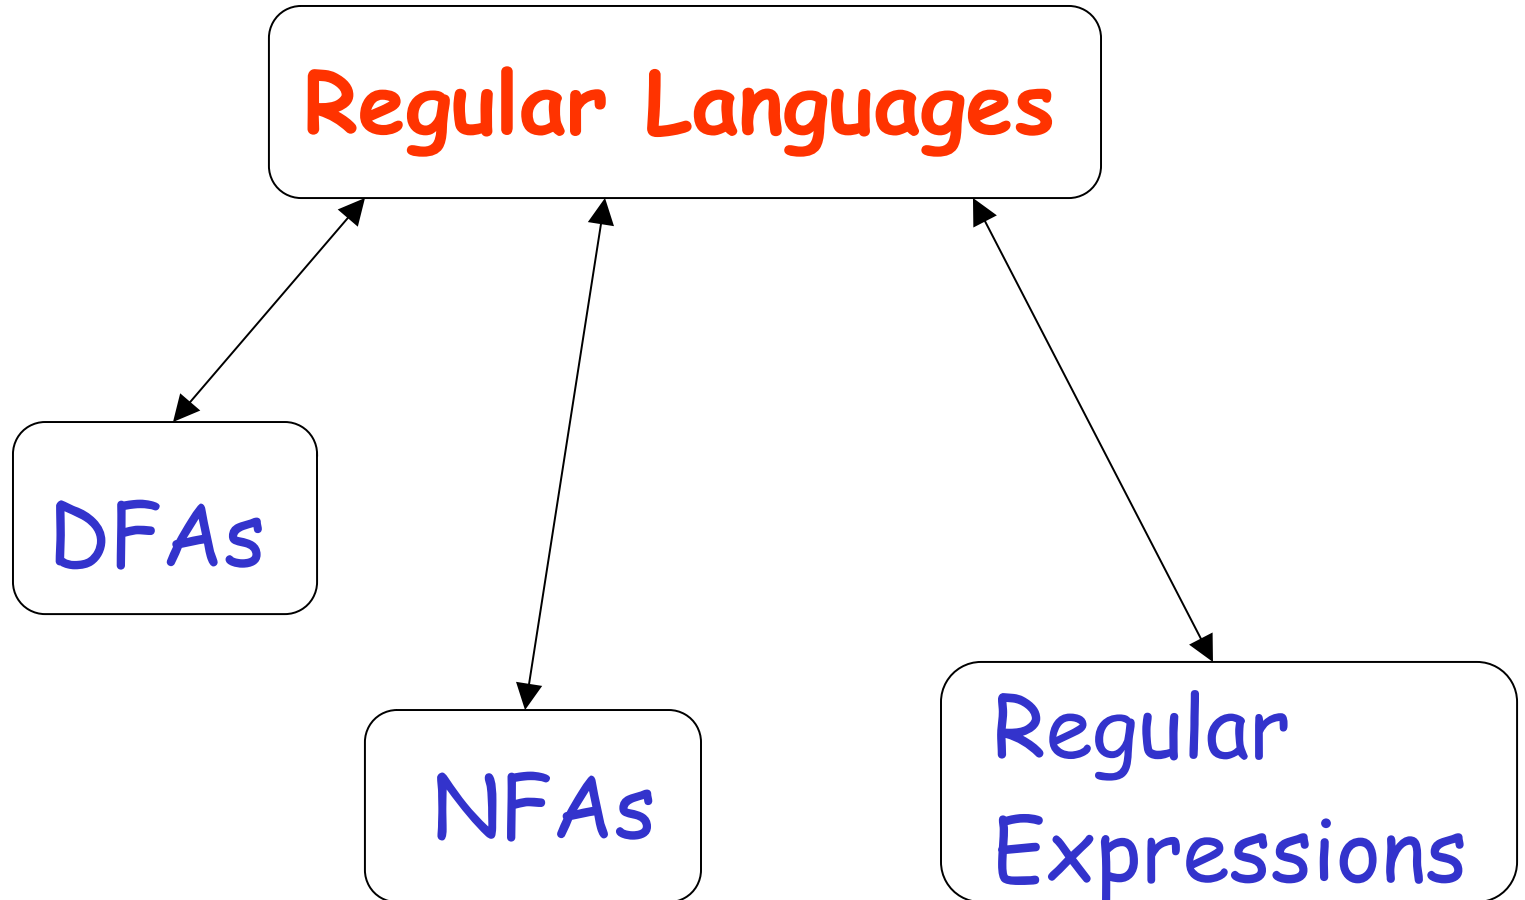 Regular Languages
DFAs
NFAs
Regular
Expressions